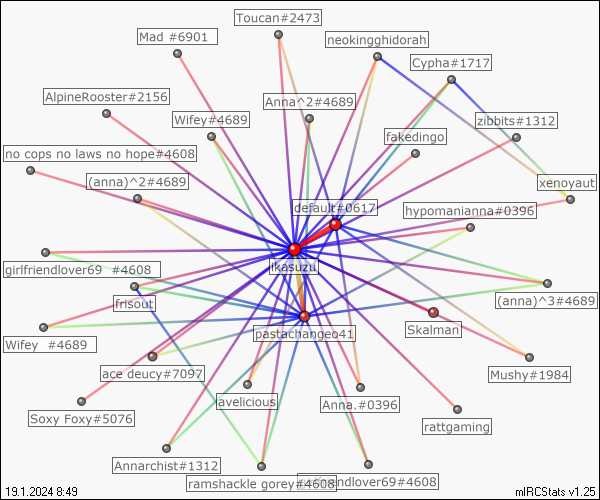 Toucan#2473
Mad #6901
neokingghidorah
Cypha#1717
AlpineRooster#2156
Anna^2#4689
Wifey#4689
zibbits#1312
fakedingo
no cops no laws no hope#4608
(anna)^2#4689
xenoyaut
default#0617
hypomanianna#0396
ikasuzu
girlfriendlover69 #4608
frisout
(anna)^3#4689
pastachangeo41
Skalman
Wifey #4689
ace deucy#7097
Mushy#1984
avelicious
Anna.#0396
Soxy Foxy#5076
rattgaming
Annarchist#1312
ramshackle gorey#4608
friendlover69#4608
19.1.2024 8:49
mIRCStats v1.25